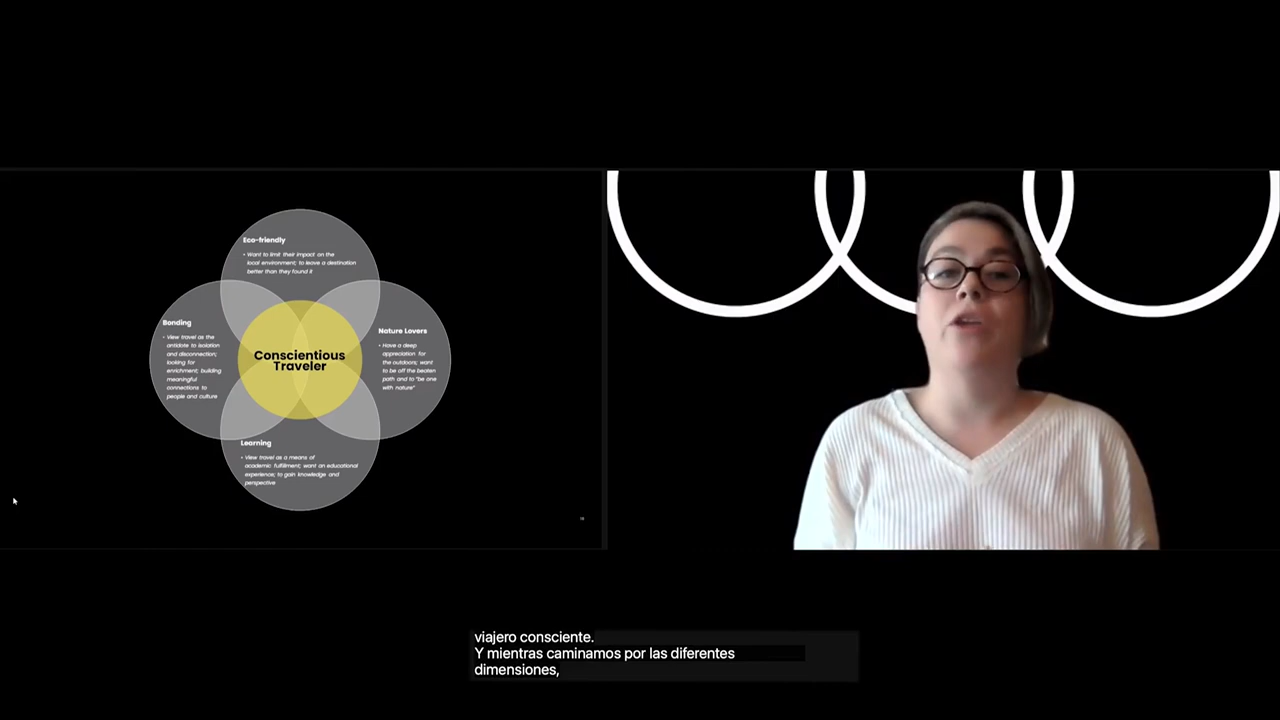 Eco-friendly
• Want to limit their impact on the
local environment; to leave a destination
better than they found it
Bonding
• View travel as the
antidote to isolation
and disconnection;
looking for
enrichment; building
meaningful
connections to
people and culture
Conscientious
Traveler
Nature Lovers
• Have a deep
appreciation for
the outdoors; want
to be off the beaten
path and to "be one
with nature"
Learning
• View travel as a means of
academic fulfillment; want an educational
experience; to gain knowledge and
perspective
viajero consciente.
Y mientras caminamos por las diferentes
dimensiones,